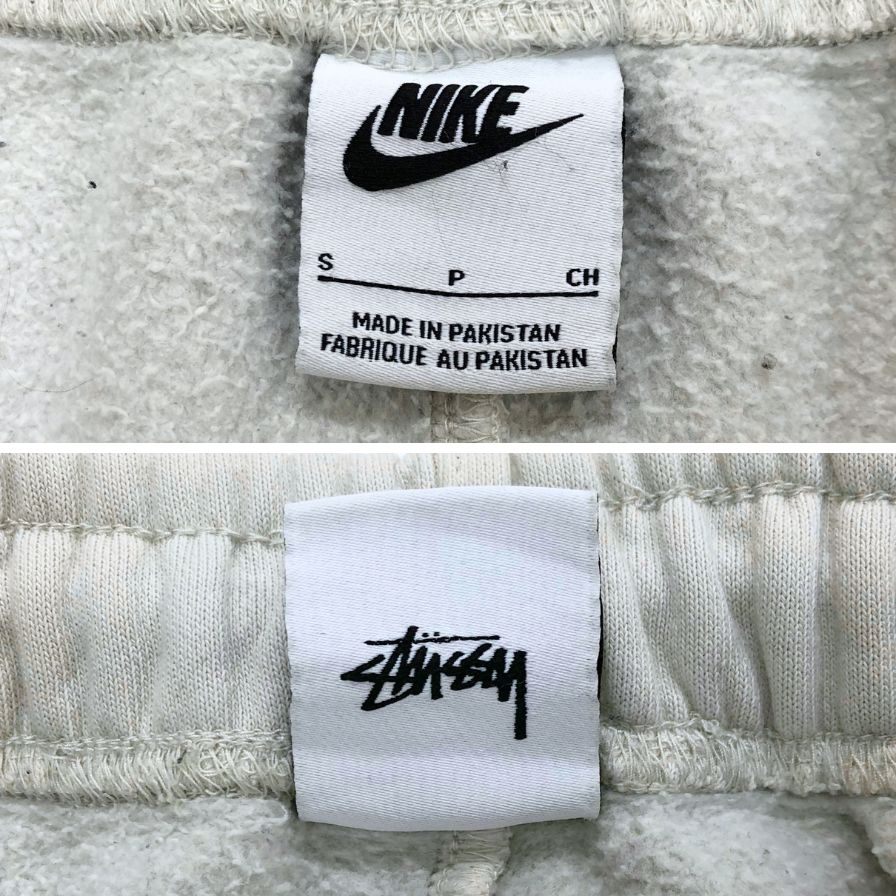 NIKE
S P CH
MADE IN PAKISTAN
FABRIQUE AU PAKISTAN
STÜSSY